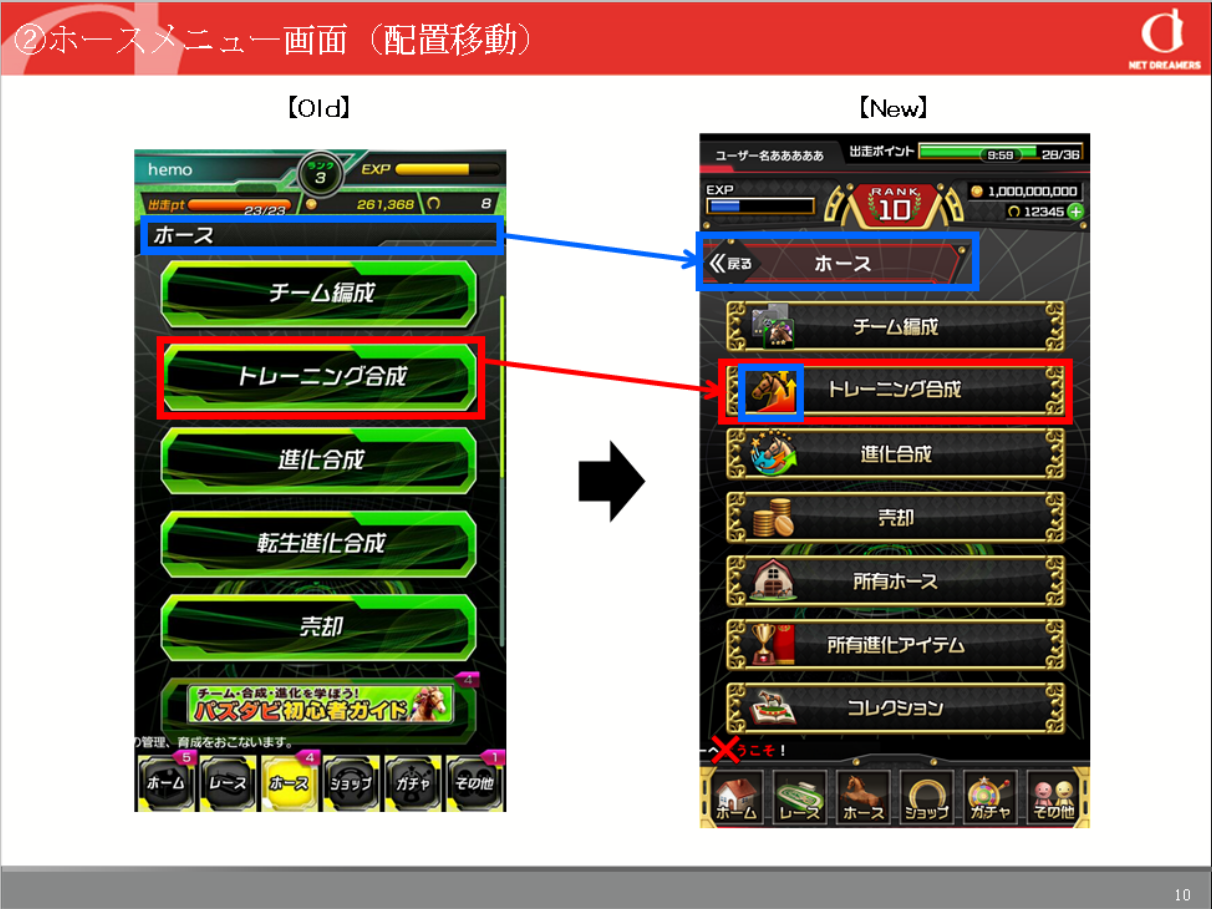 ②ホースメニュー画面（配置移動）
NET DREAMERS
【Old】
hemo
ランク
3
EXP
出走pt
23/23
261,368
8
ホース
チーム編成
トレーニング合成
進化合成
転生進化合成
売却
4
チーム・合成・進化を学ぼう!
パズダビ初心者ガイド
の管理、育成をおこないます。
5
4
1
ホーム
レース
ホース
ショップ
ガチャ
その他
【New】
ユーザー名ああああああ
出走ポイント
9:59
28/36
EXP
RANK
10
1,000,000,000
12345
戻る
ホース
チーム編成
トレーニング合成
進化合成
売却
所有ホース
所有進化アイテム
コレクション
うこそ！
ホーム
レース
ホース
ショップ
ガチャ
その他
10